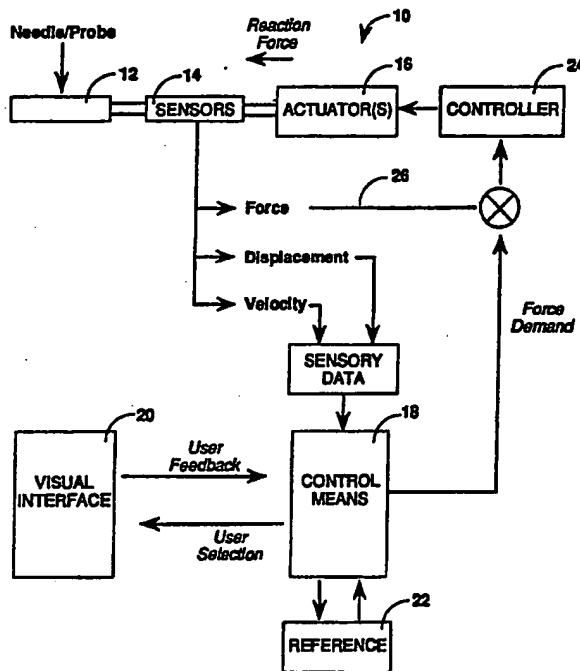 Reaction
Force
10
Needle/Probe
12
14
16
24
SENSORS
ACTUATOR(S)
CONTROLLER
26
Force
Displacement
Velocity
Force
Demand
SENSORY
DATA
20
18
VISUAL
INTERFACE
User
Feedback
CONTROL
MEANS
User
Selection
22
REFERENCE